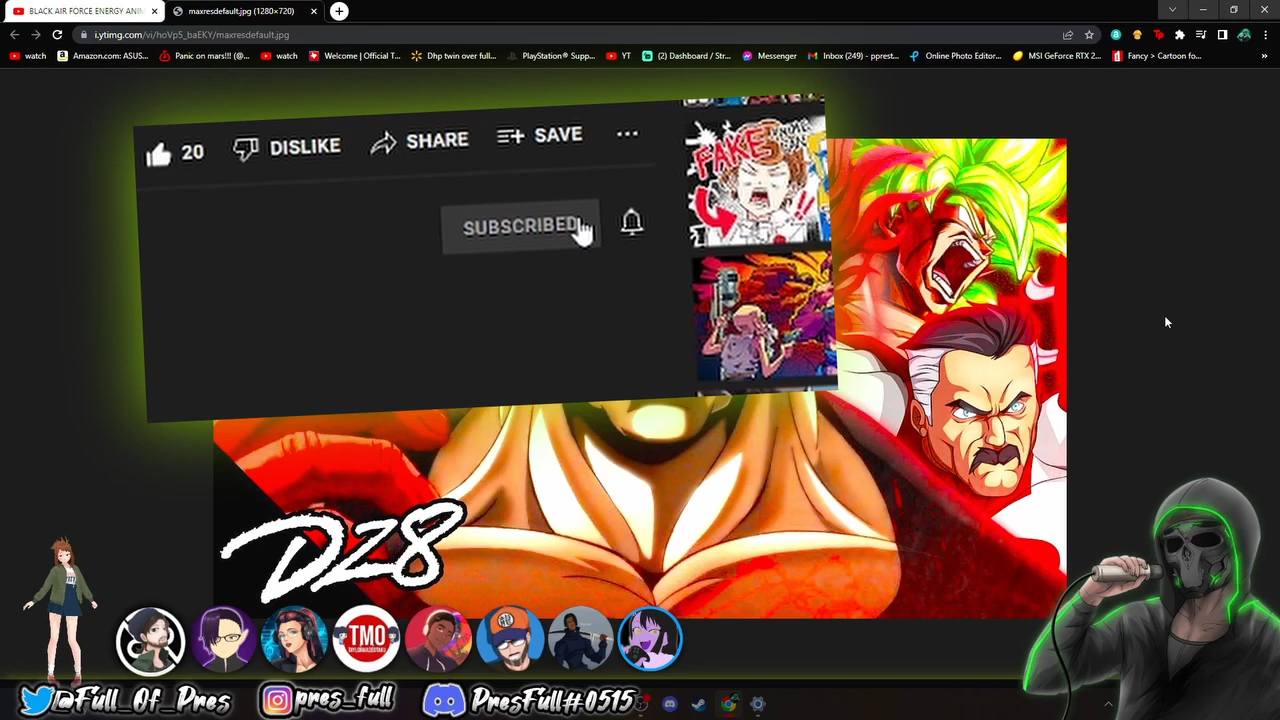 BLACK AIR FORCE ENERGY ANI
maxresdefault.jpg (1280×720)
i.ytimg.com/vi/hoVp5_baEKY/maxresdefault.jpg
watch
Amazon.com: ASUS...
Panic on mars!!! (@...
watch
Welcome | Official T...
Dhp twin over full...
PlayStation® Supp...
YT
(2) Dashboard / Str...
Messenger
Inbox (249) – pprest...
Online Photo Editor...
MSI GeForce RTX 2...
Fancy > Cartoon fo...
20
DISLIKE
SHARE
SAVE
FAKE
SUBSCRIBED
DZ8
TMO
@Full_Of_Pres
pres_full
PresFull#0515